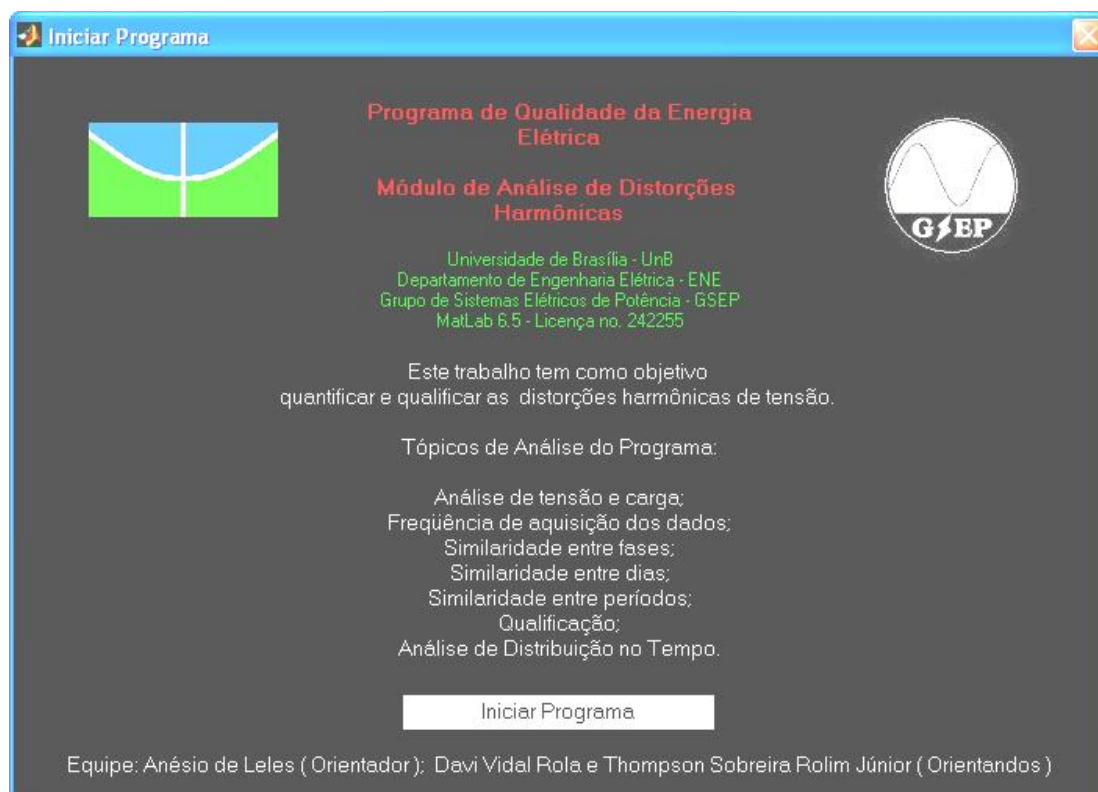 Iniciar Programa
Programa de Qualidade da Energia
Elétrica
Módulo de Análise de Distorções
Harmônicas
GSEP
Universidade de Brasília - UnB
Departamento de Engenharia Elétrica - ENE
Grupo de Sistemas Elétricos de Potência - GSEP
MatLab 6.5 - Licença no. 242255
Este trabalho tem como objetivo
quantificar e qualificar as distorções harmônicas de tensão.
Tópicos de Análise do Programa:
Análise de tensão e carga;
Freqüência de aquisição dos dados;
Similaridade entre fases;
Similaridade entre dias;
Similaridade entre períodos;
Qualificação;
Análise de Distribuição no Tempo.
Iniciar Programa
Equipe: Anésio de Leles ( Orientador ); Davi Vidal Rola e Thompson Sobreira Rolim Júnior ( Orientandos )